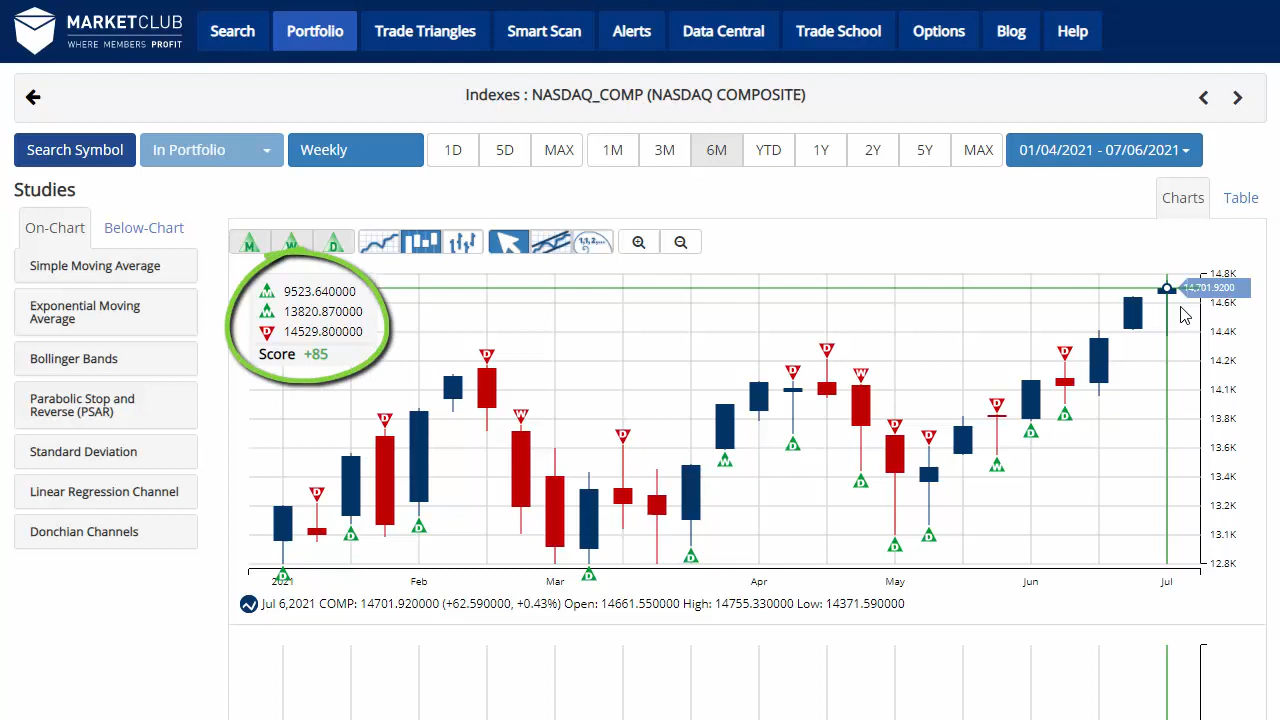 MARKETCLUB
WHERE MEMBERS PROFIT
Search Portfolio Trade Triangles Smart Scan Alerts Data Central Trade School Options Blog Help
Indexes : NASDAQ_COMP (NASDAQ COMPOSITE)
Search Symbol In Portfolio Weekly 1D 5D MAX 1M 3M 6M YTD 1Y 2Y 5Y MAX 01/04/2021 - 07/06/2021
Studies
Charts Table
On-Chart Below-Chart
Simple Moving Average
Exponential Moving
Average
Bollinger Bands
Parabolic Stop and
Reverse (PSAR)
Standard Deviation
Linear Regression Channel
Donchian Channels
M W D
1,1,2,...
M 9523.640000
W 13820.870000
D 14529.800000
Score +85
14.8K
14,701.9200
14.6K
14.4K
14.2K
14.1K
13.8K
13.6K
13.4K
13.2K
13.1K
12.8K
D D D D D D W D D W D D D D W D D D D D W D D D D D W D D
2021 Feb Mar Apr May Jun Jul
Jul 6,2021 COMP: 14701.920000 (+62.590000, +0.43%) Open: 14661.550000 High: 14755.330000 Low: 14371.590000